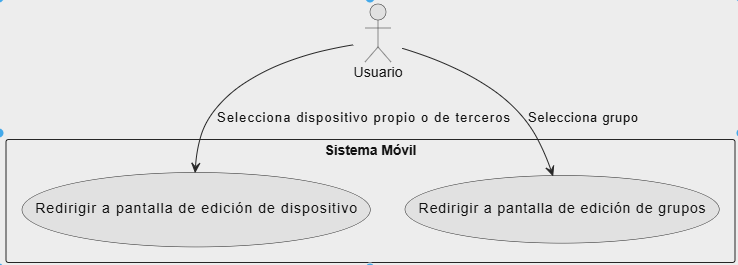 Usuario
Selecciona dispositivo propio o de terceros
Selecciona grupo
Sistema Móvil
Redirigir a pantalla de edición de dispositivo
Redirigir a pantalla de edición de grupos